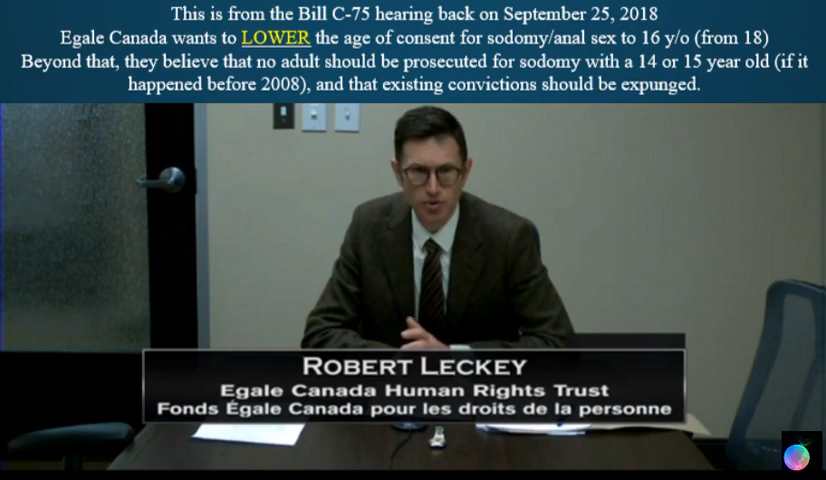 This is from the Bill C-75 hearing back on September 25, 2018
Egale Canada wants to LOWER the age of consent for sodomy/anal sex to 16 y/o (from 18)
Beyond that, they believe that no adult should be prosecuted for sodomy with a 14 or 15 year old (if it
happened before 2008), and that existing convictions should be expunged.
ROBERT LECKEY
EGALE CANADA HUMAN RIGHTS TRUST
FONDS ÉGALE CANADA POUR LES DROITS DE LA PERSONNE